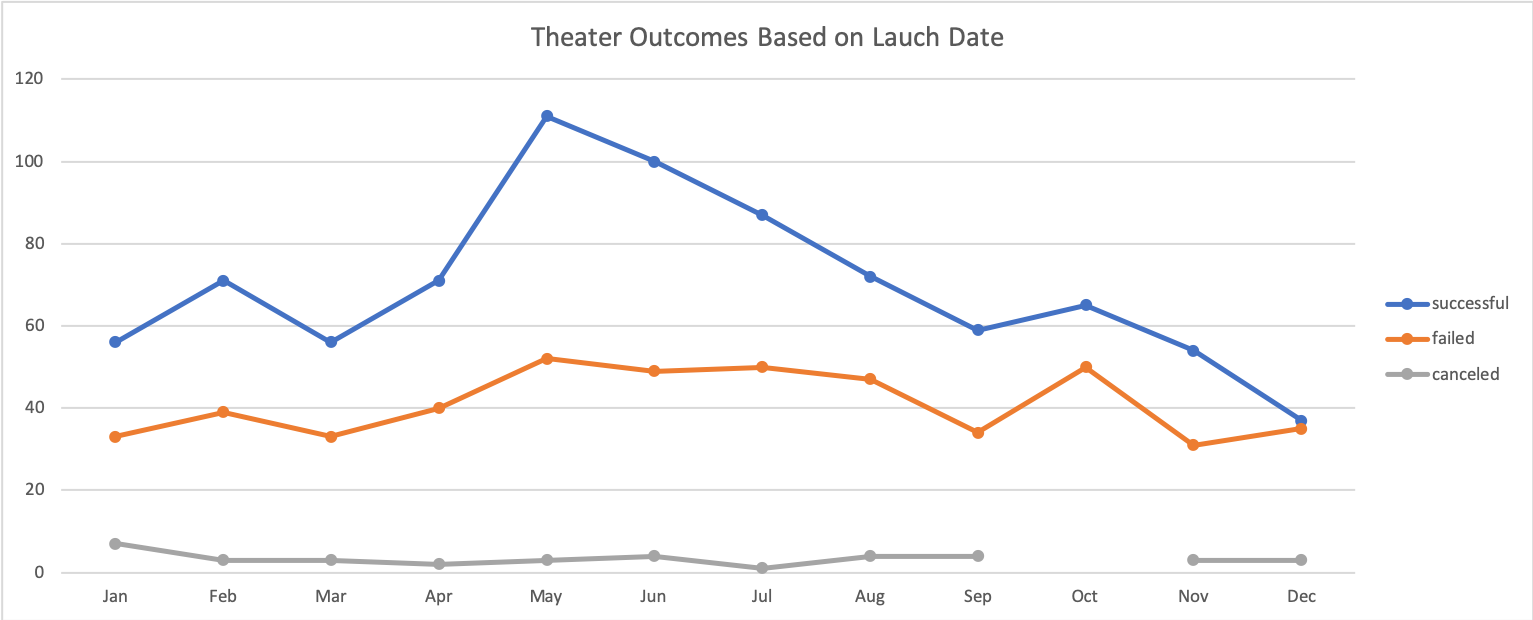 Theater Outcomes Based on Lauch Date
120
100
80
60
40
20
0
Jan Feb Mar Apr May Jun Jul Aug Sep Oct Nov Dec
successful
failed
canceled